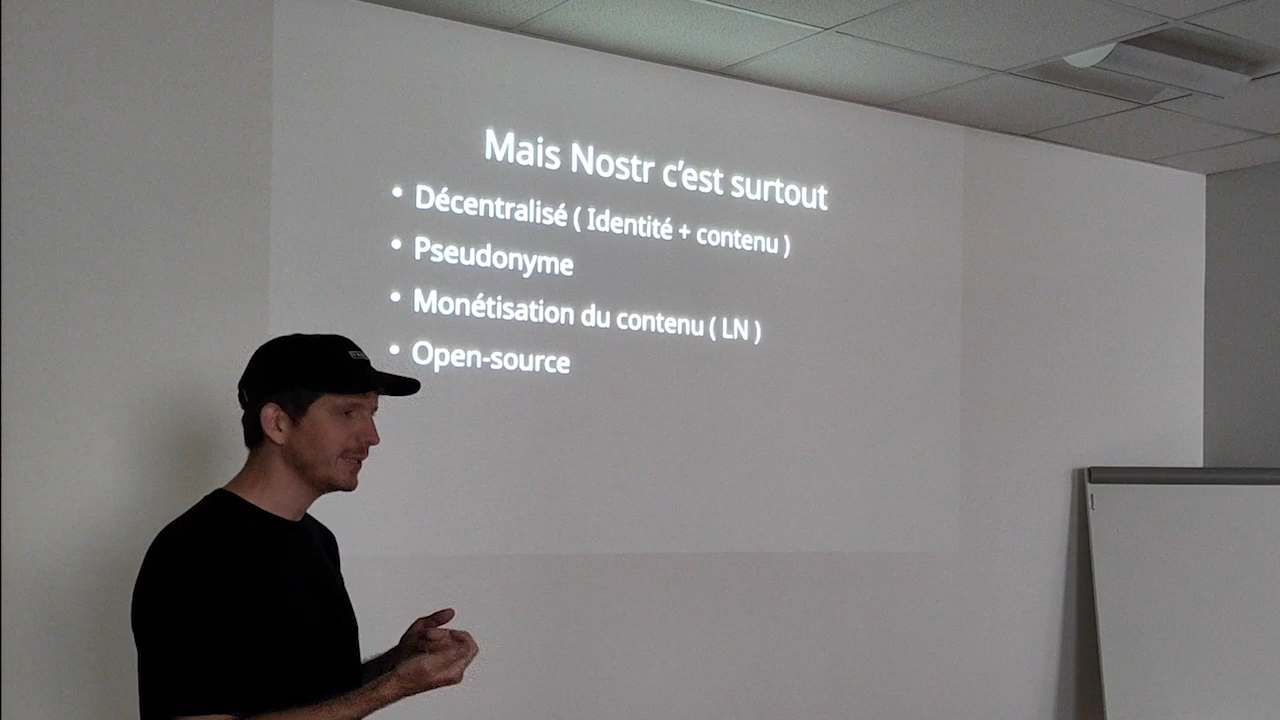 Mais Nostr c'est surtout
• Décentralisé ( Identité + contenu )
• Pseudonyme
• Monétisation du contenu ( LN )
• Open-source